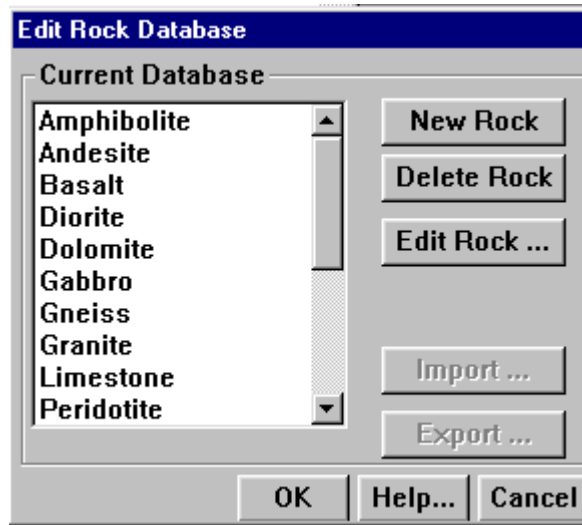 Edit Rock Database
Current Database
Amphibolite
Andesite
Basalt
Diorite
Dolomite
Gabbro
Gneiss
Granite
Limestone
Peridotite
New Rock
Delete Rock
Edit Rock ...
Import ...
Export ...
OK
Help...
Cancel